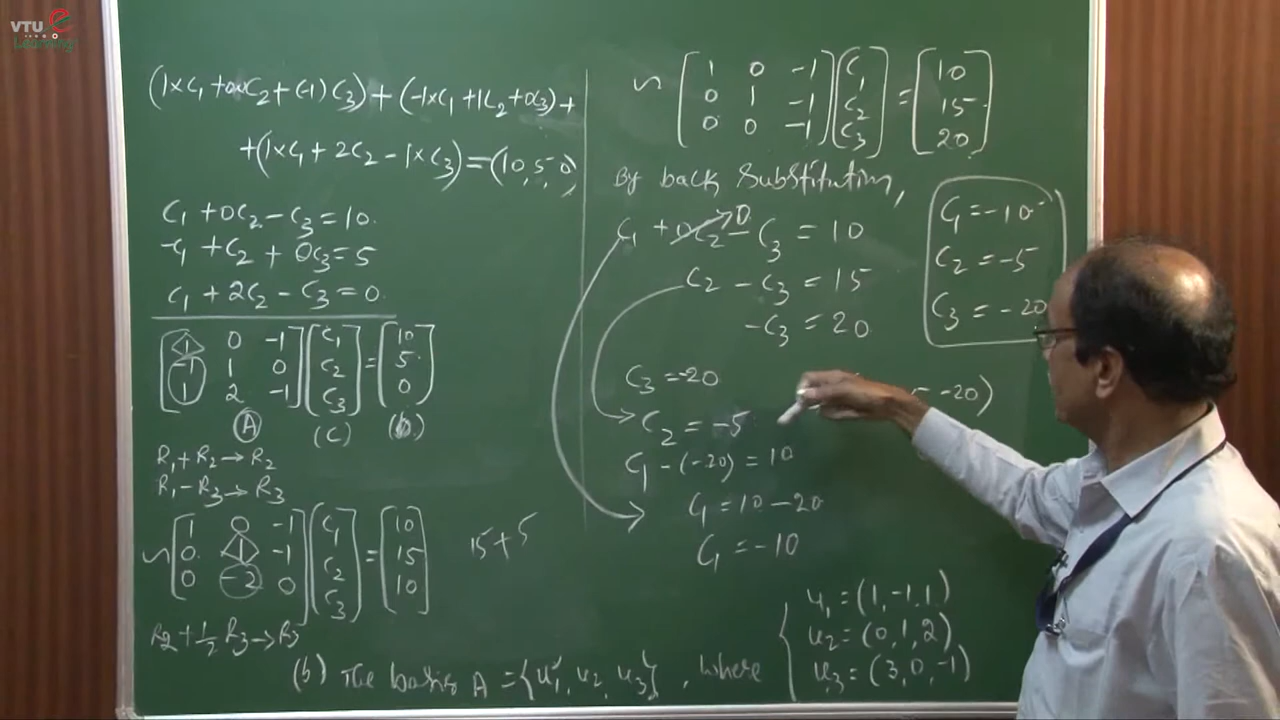 VTU e
Learning
(1×C1+0×C2+(-1)C3)+(-1×C1+1C2+0C3)+
+(1×C1+2C2-1×C3)=(10,5,0)
C1+0C2-C3=10.
-C1+C2+0C3=5
C1+2C2-C3=0.
[1 0 -1] [C1] = [10]
[-1 1 0] [C2] = [5]
[1 2 -1] [C3] = [0]
(A) (C) (b)
R1+R2→R2
R1-R3→R3
~[1 0 -1] [C1] = [10]
[0 1 -1] [C2] = [15]
[0 -2 0] [C3] = [10]
15+5
R2+1/2 R3→R3
~[1 0 -1] [C1] = [10]
[0 1 -1] [C2] = [15]
[0 0 -1] [C3] = [20]
By back substitution,
C1+0C2-C3=10
0
C2-C3=15
-C3=20
C3=-20
C2=-5
C1-(-20)=10
C1=10-20
C1=-10
C1=-10
C2=-5
C3=-20
-20)
(b) The basis A={u1,u2,u3}, where
u1=(1,-1,1)
u2=(0,1,2)
u3=(3,0,-1)